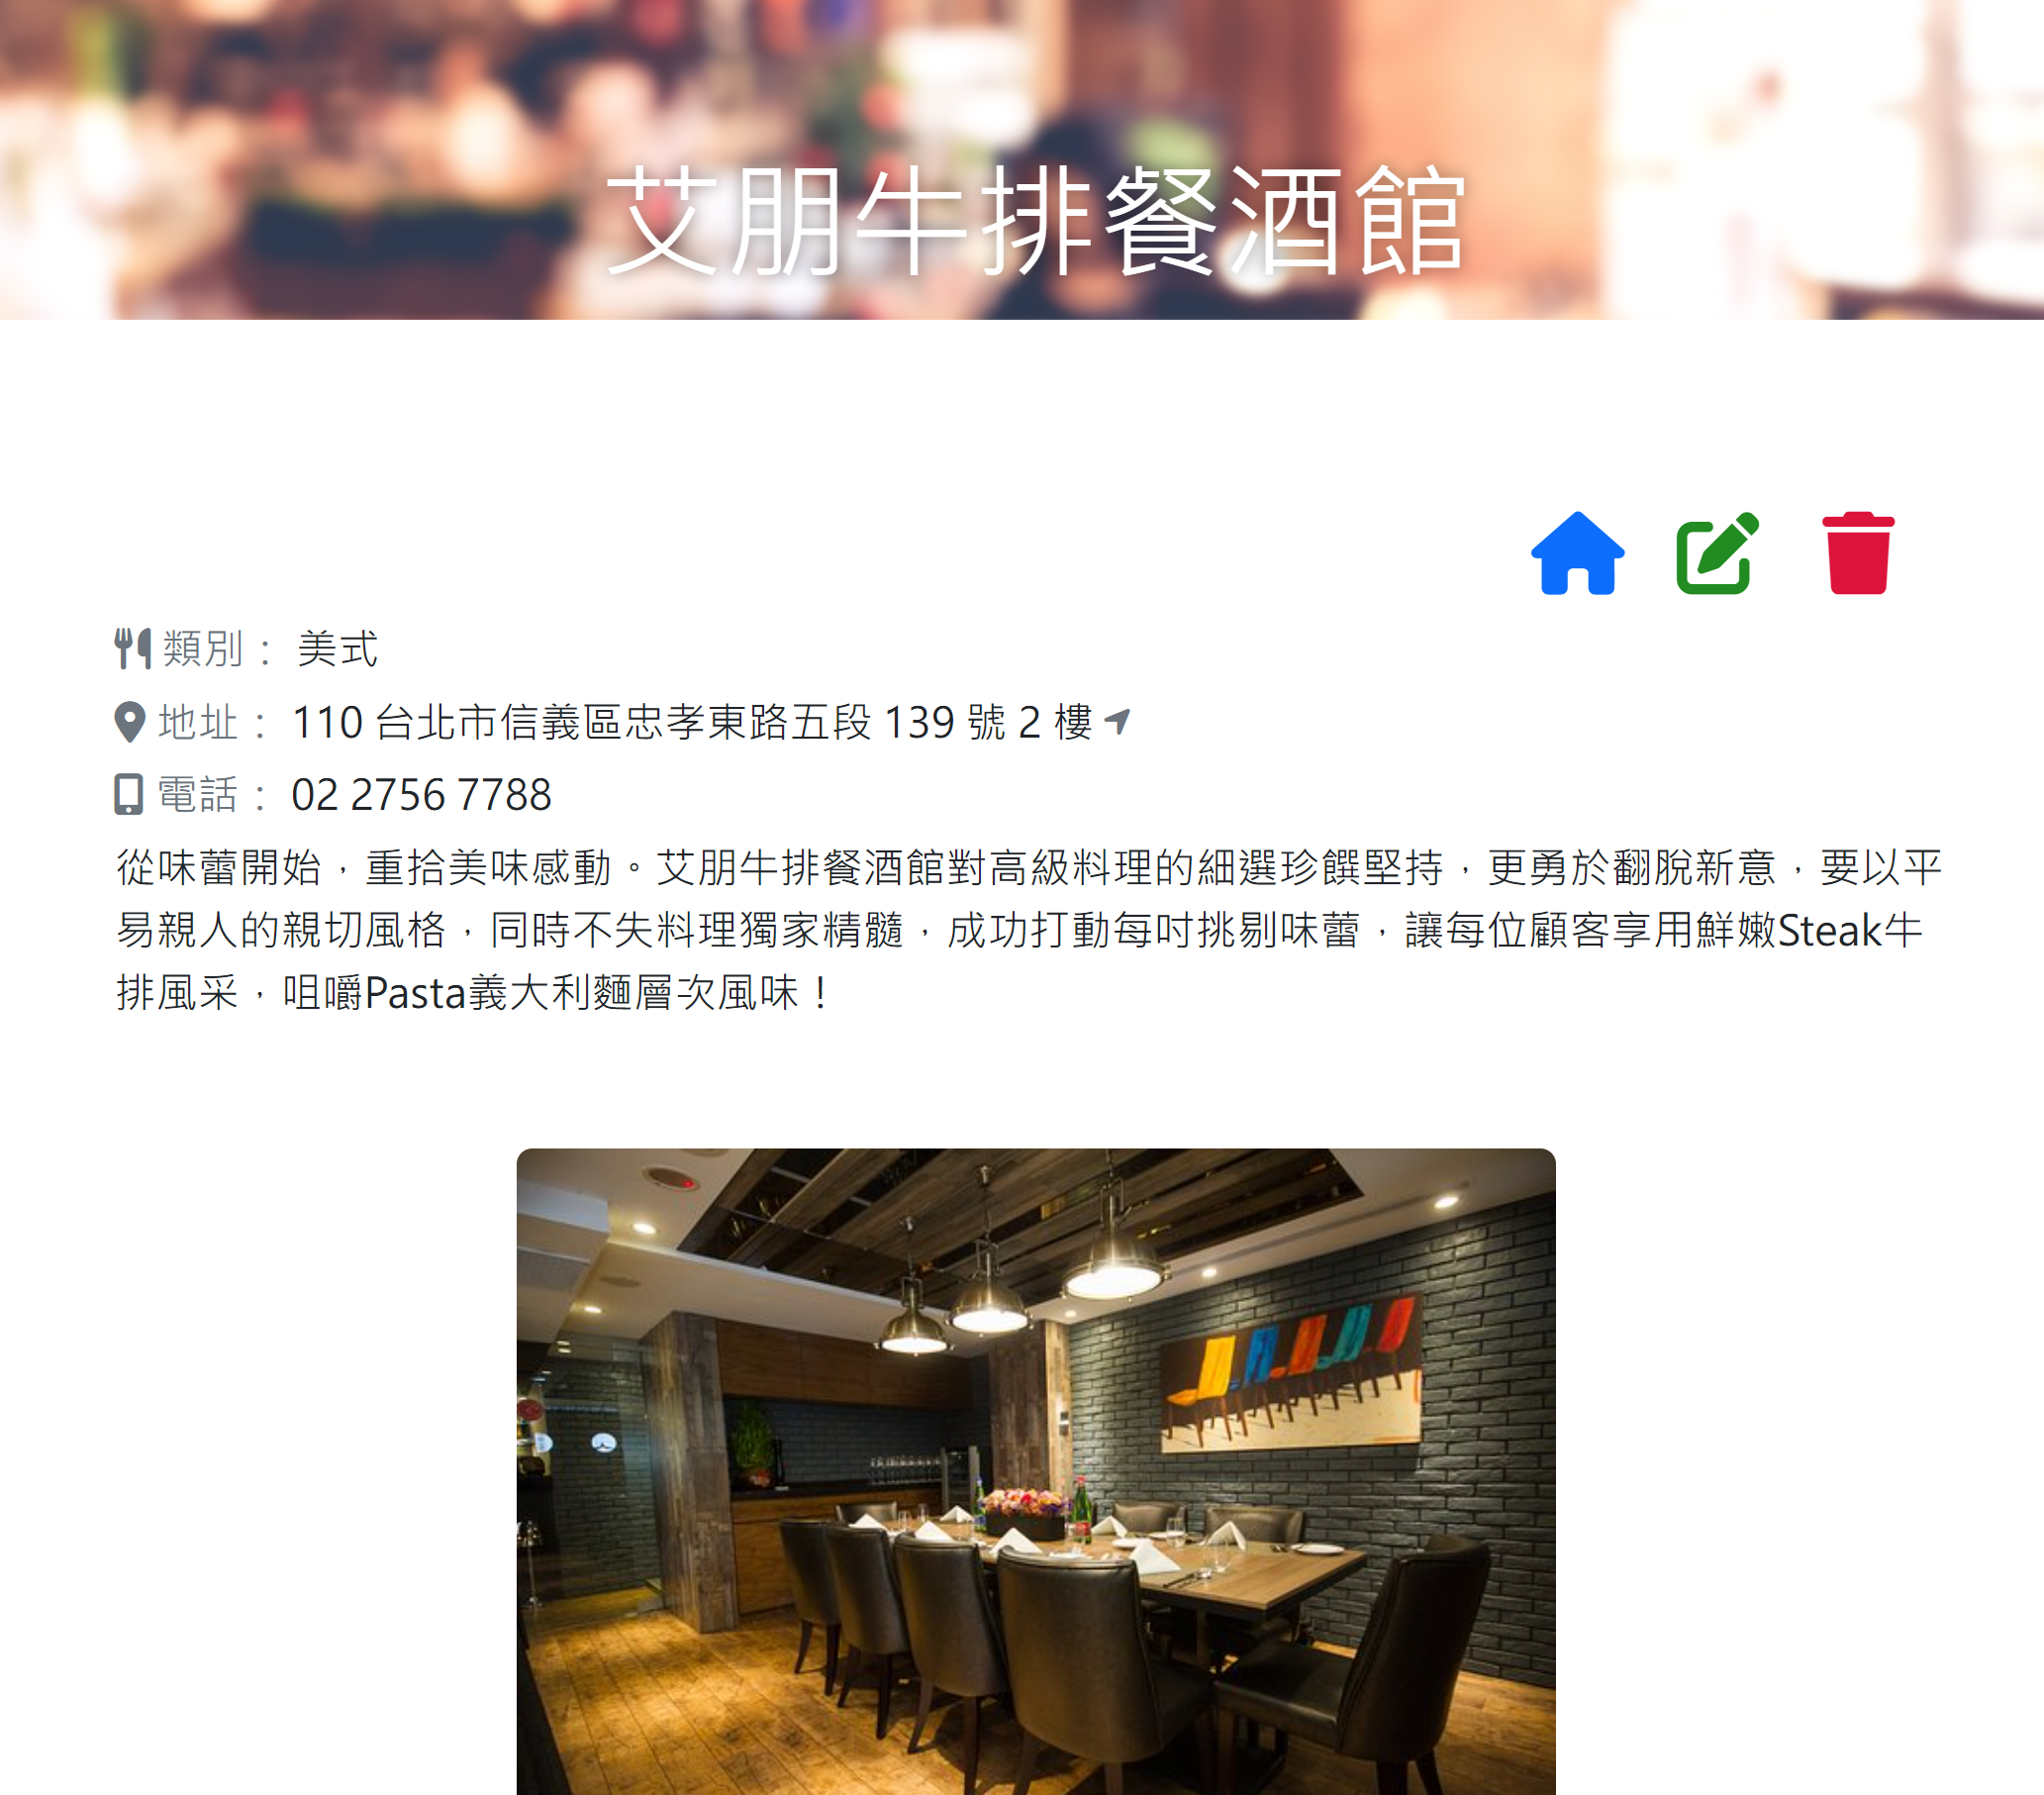 艾朋牛排餐酒館
類別： 美式
地址： 110 台北市信義區忠孝東路五段 139 號 2 樓
電話： 02 2756 7788
從味蕾開始，重拾美味感動。艾朋牛排餐酒館對高級料理的細選珍饌堅持，更勇於翻脫新意，要以平
易親人的親切風格，同時不失料理獨家精髓，成功打動每吋挑剔味蕾，讓每位顧客享用鮮嫩Steak牛
排風采，咀嚼Pasta義大利麵層次風味！